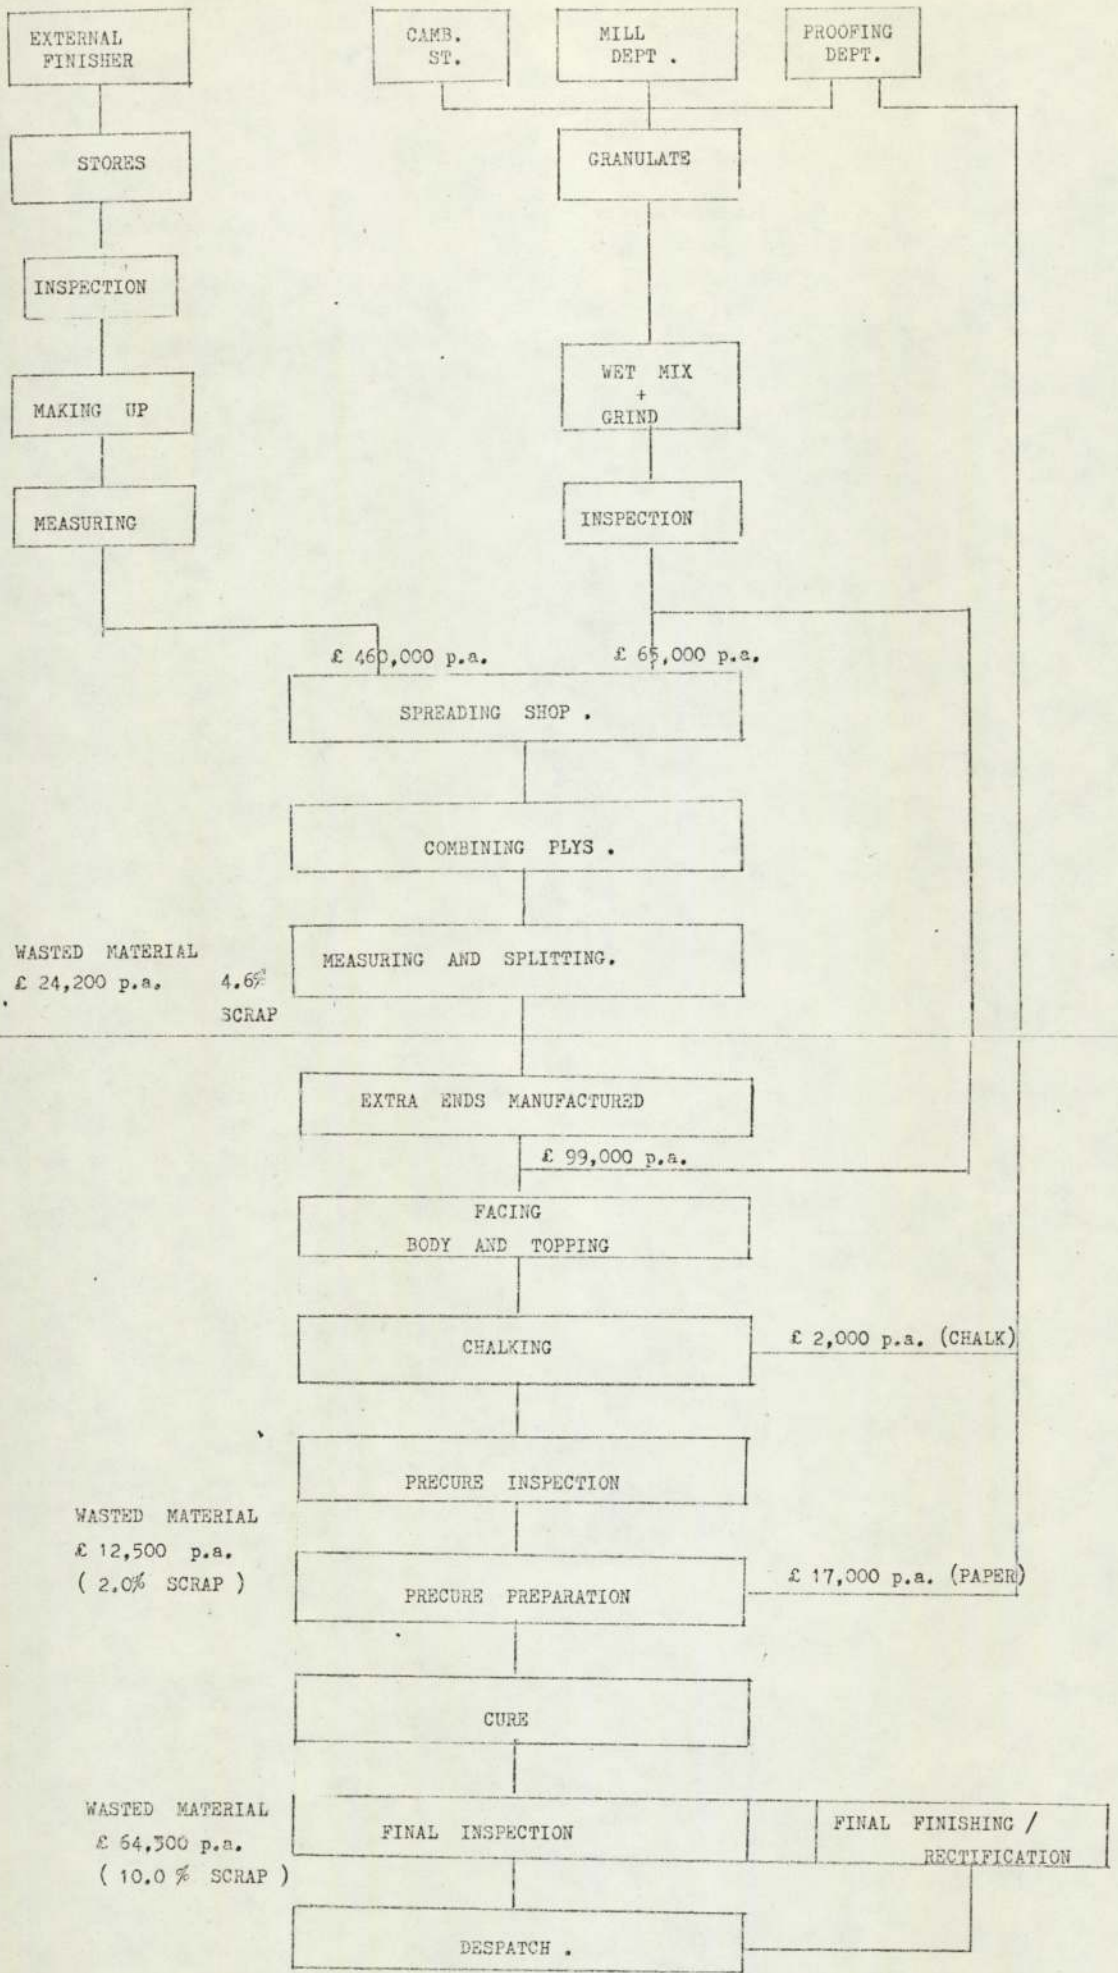 EXTERNAL
FINISHER
CAMB.
ST.
MILL
DEPT .
PROOFING
DEPT.
STORES
GRANULATE
INSPECTION
WET MIX
+
GRIND
MAKING UP
MEASURING
INSPECTION
£ 460,000 p.a.
£ 65,000 p.a.
SPREADING SHOP .
COMBINING PLYS .
WASTED MATERIAL
£ 24,200 p.a. 4.6%
SCRAP
MEASURING AND SPLITTING.
EXTRA ENDS MANUFACTURED
£ 99,000 p.a.
FACING
BODY AND TOPPING
CHALKING
£ 2,000 p.a. (CHALK)
PRECURE INSPECTION
WASTED MATERIAL
£ 12,500 p.a.
( 2.0% SCRAP )
PRECURE PREPARATION
£ 17,000 p.a. (PAPER)
CURE
WASTED MATERIAL
£ 64,300 p.a.
( 10.0 % SCRAP )
FINAL INSPECTION
FINAL FINISHING /
RECTIFICATION
DESPATCH .